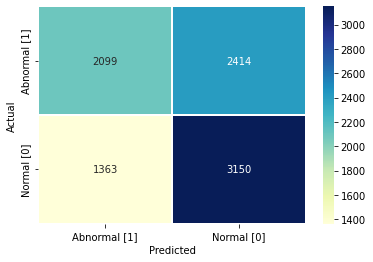 Actual
Abnormal [1]
Normal [0]
2099 2414
1363 3150
Abnormal [1] Normal [0]
Predicted
3000
2800
2600
2400
2200
2000
1800
1600
1400